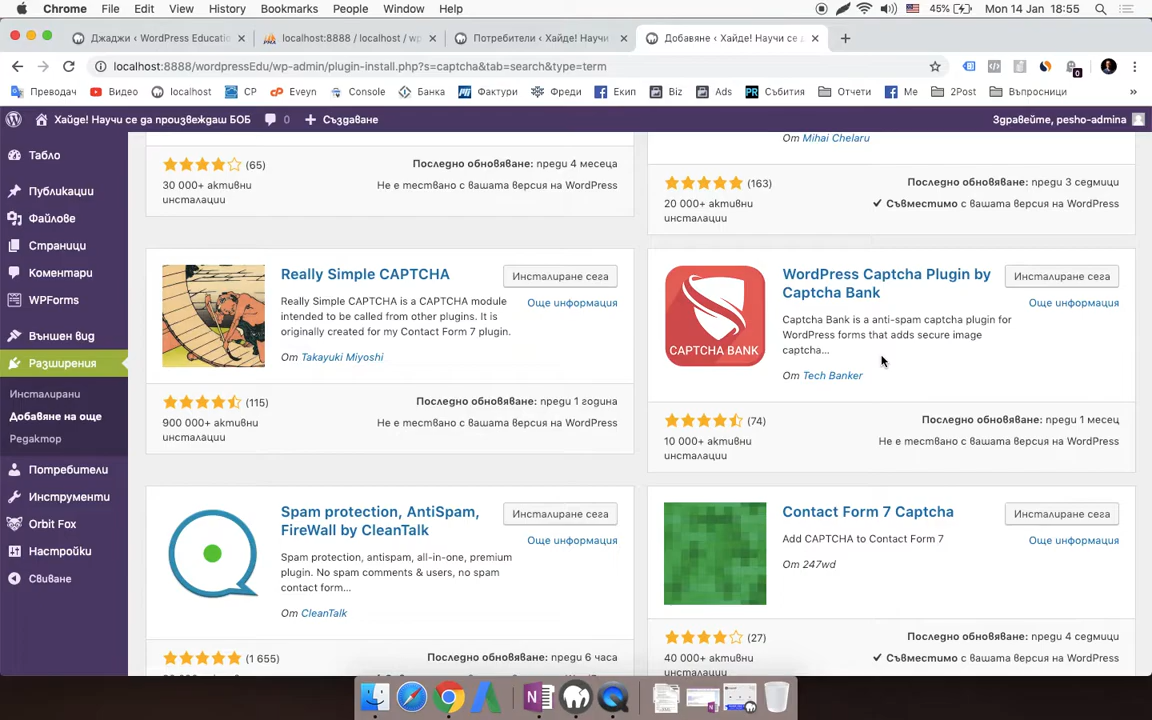 Chrome File Edit View History Bookmarks People Window Help 45% Mon 14 Jan 18:55
Джаджи ‹ WordPress Educatio × localhost:8888 / localhost / wp × Потребители ‹ Хайде! Научи × Добавяне ‹ Хайде! Научи се д × +
localhost:8888/wordpressEdu/wp-admin/plugin-install.php?s=captcha&tab=search&type=term
Преводач Видео localhost CP Eveyn Console Банка Фактури Фреди Екип Biz Ads Събития Отчети Me 2Post Въпросници »
Хайде! Научи се да произвеждаш БОБ 0 + Създаване Здравейте, pesho-admina
Табло
Публикации
Файлове
Страници
Коментари
WPForms
Външен вид
Разширения
Инсталирани
Добавяне на още
Редактор
Потребители
Инструменти
Orbit Fox
Настройки
Свиване
(65)
30 000+ активни
инсталации
Последно обновяване: преди 4 месеца
Не е тествано с вашата версия на WordPress
От Mihai Chelaru
(163)
20 000+ активни
инсталации
Последно обновяване: преди 3 седмици
✓ Съвместимо с вашата версия на WordPress
Really Simple CAPTCHA
Инсталиране сега
Още информация
Really Simple CAPTCHA is a CAPTCHA module
intended to be called from other plugins. It is
originally created for my Contact Form 7 plugin.
От Takayuki Miyoshi
(115)
900 000+ активни
инсталации
Последно обновяване: преди 1 година
Не е тествано с вашата версия на WordPress
CAPTCHA BANK
WordPress Captcha Plugin by
Captcha Bank
Инсталиране сега
Още информация
Captcha Bank is a anti-spam captcha plugin for
WordPress forms that adds secure image
captcha...
От Tech Banker
(74)
10 000+ активни
инсталации
Последно обновяване: преди 1 месец
Не е тествано с вашата версия на WordPress
Spam protection, AntiSpam,
FireWall by CleanTalk
Инсталиране сега
Още информация
Spam protection, antispam, all-in-one, premium
plugin. No spam comments & users, no spam
contact form...
От CleanTalk
(1 655)
Последно обновяване: преди 6 часа
Contact Form 7 Captcha
Инсталиране сега
Още информация
Add CAPTCHA to Contact Form 7
От 247wd
(27)
40 000+ активни
инсталации
Последно обновяване: преди 4 седмици
✓ Съвместимо с вашата версия на WordPress